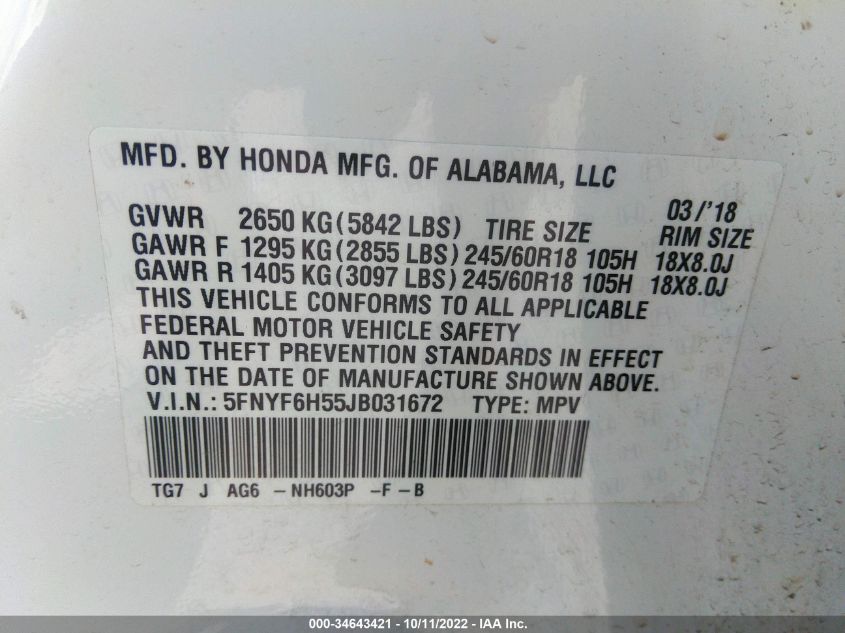 MFD. BY HONDA MFG. OF ALABAMA, LLC
03/'18
GVWR 2650 KG(5842 LBS) TIRE SIZE RIM SIZE
GAWR F 1295 KG(2855 LBS) 245/60R18 105H 18X8.0J
GAWR R 1405 KG(3097 LBS) 245/60R18 105H 18X8.0J
THIS VEHICLE CONFORMS TO ALL APPLICABLE
FEDERAL MOTOR VEHICLE SAFETY
AND THEFT PREVENTION STANDARDS IN EFFECT
ON THE DATE OF MANUFACTURE SHOWN ABOVE.
V.I.N.: 5FNYF6H55JB031672 TYPE: MPV
TG7 J AG6 -NH603P -F-B
000-34643421 - 10/11/2022 - IAA Inc.